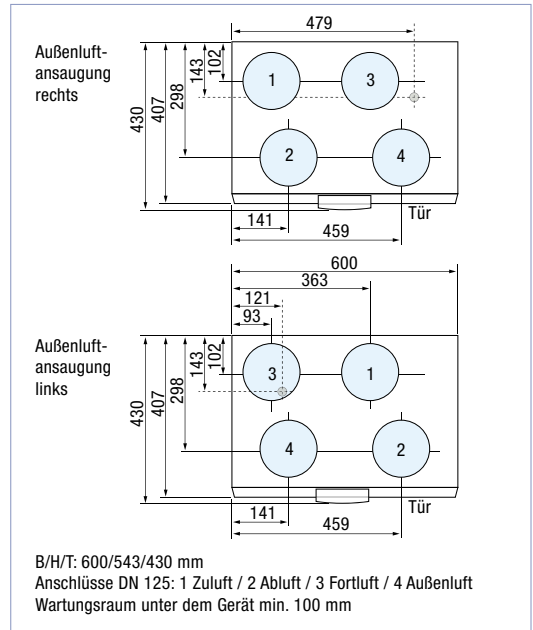 479
Außenluft-
ansaugung
rechts
430
407
298
143
102
1
3
2
4
Tür
141
459
600
363
121
93
Außenluft-
ansaugung
links
430
407
298
143
102
3
1
4
2
Tür
141
459
B/H/T: 600/543/430 mm
Anschlüsse DN 125: 1 Zuluft / 2 Abluft / 3 Fortluft / 4 Außenluft
Wartungsraum unter dem Gerät min. 100 mm